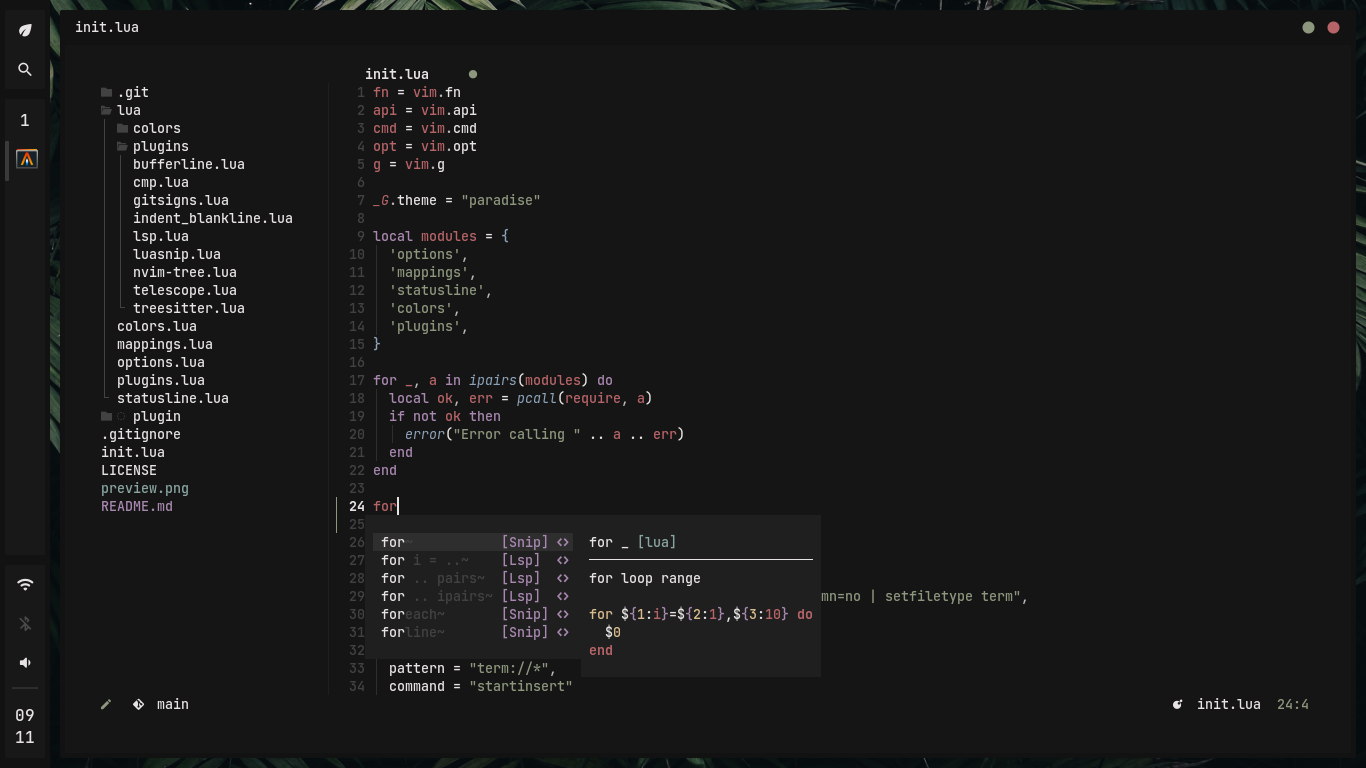 init.lua
1
09
11
.git
lua
colors
plugins
bufferline.lua
cmp.lua
gitsigns.lua
indent_blankline.lua
lsp.lua
luasnip.lua
nvim-tree.lua
telescope.lua
treesitter.lua
colors.lua
mappings.lua
options.lua
plugins.lua
statusline.lua
plugin
.gitignore
init.lua
LICENSE
preview.png
README.md
init.lua
1 fn = vim.fn
2 api = vim.api
3 cmd = vim.cmd
4 opt = vim.opt
5 g = vim.g
6
7 _G.theme = "paradise"
8
9 local modules = {
10 'options',
11 'mappings',
12 'statusline',
13 'colors',
14 'plugins',
15 }
16
17 for _, a in ipairs(modules) do
18 local ok, err = pcall(require, a)
19 if not ok then
20 error("Error calling " .. a .. err)
21 end
22 end
23
24 for
25
26
27
28
29 mn=no | setfiletype term",
30
31
32
33 pattern = "term://*",
34 command = "startinsert"
for~ [Snip] <>
for i = ..~ [Lsp] <>
for .. pairs~ [Lsp] <>
for .. ipairs~ [Lsp] <>
foreach~ [Snip] <>
forline~ [Snip] <>
for _ [lua]
for loop range
for ${1:i}=${2:1},${3:10} do
$0
end
main
init.lua 24:4